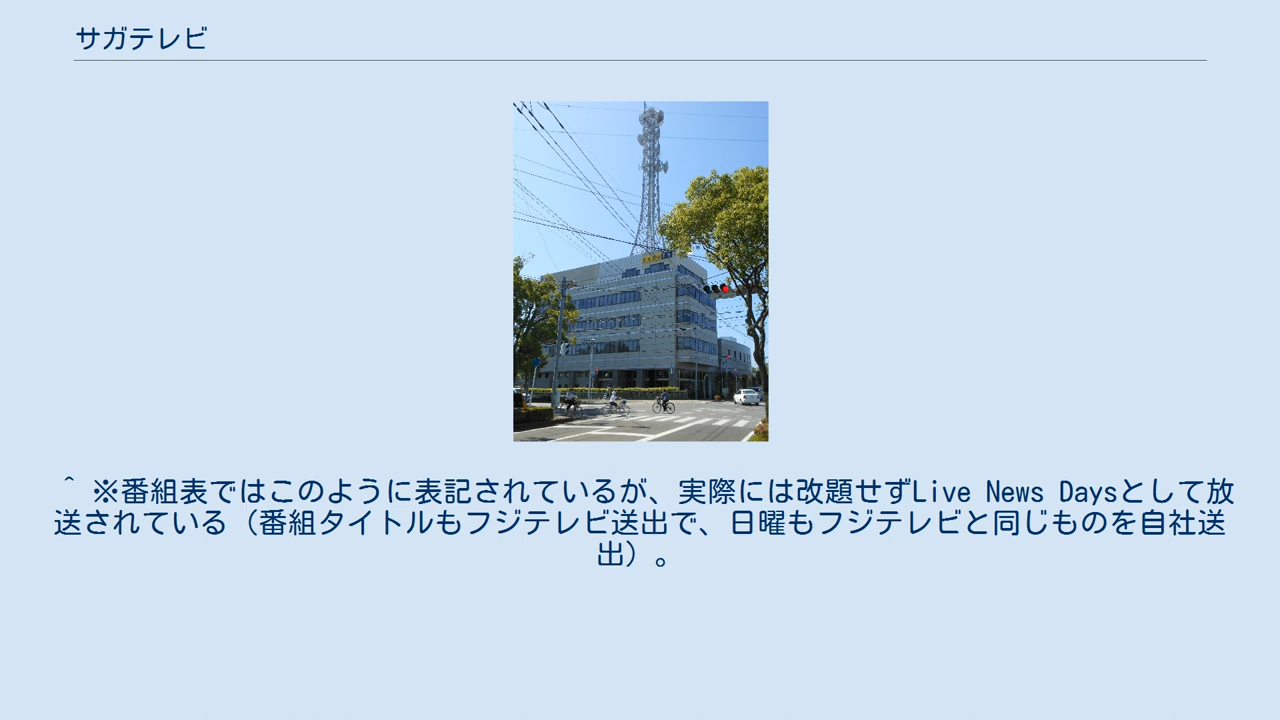 サガテレビ
^ ※番組表ではこのように表記されているが、実際には改題せずLive News Daysとして放
送されている（番組タイトルもフジテレビ送出で、日曜もフジテレビと同じものを自社送
出）。